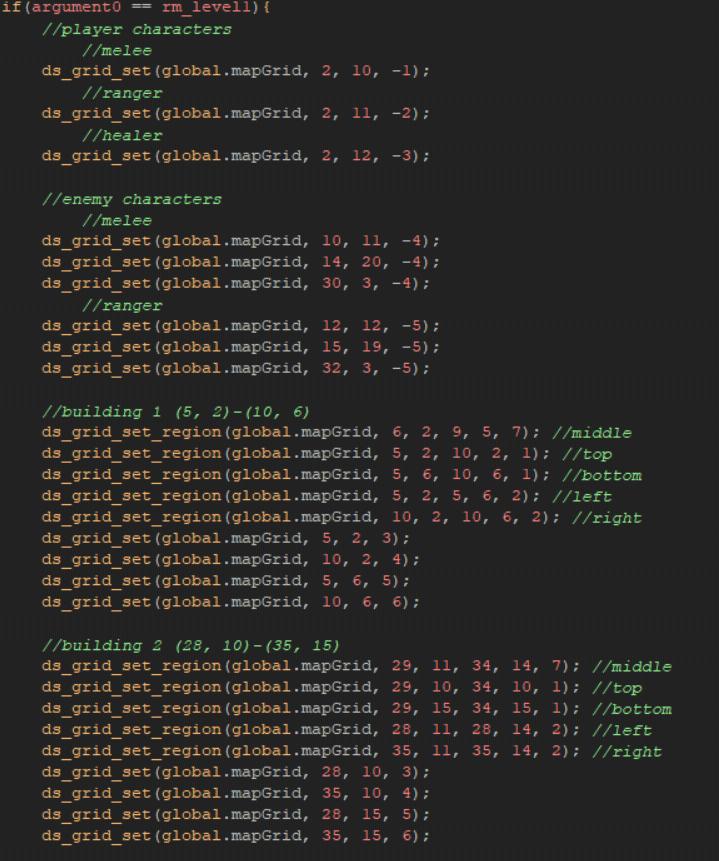 if(argument0 == rm_level1){
//player characters
//melee
ds_grid_set(global.mapGrid, 2, 10, -1);
//ranger
ds_grid_set(global.mapGrid, 2, 11, -2);
//healer
ds_grid_set(global.mapGrid, 2, 12, -3);
//enemy characters
//melee
ds_grid_set(global.mapGrid, 10, 11, -4);
ds_grid_set(global.mapGrid, 14, 20, -4);
ds_grid_set(global.mapGrid, 30, 3, -4);
//ranger
ds_grid_set(global.mapGrid, 12, 12, -5);
ds_grid_set(global.mapGrid, 15, 19, -5);
ds_grid_set(global.mapGrid, 32, 3, -5);
//building 1 (5, 2)-(10, 6)
ds_grid_set_region(global.mapGrid, 6, 2, 9, 5, 7); //middle
ds_grid_set_region(global.mapGrid, 5, 2, 10, 2, 1); //top
ds_grid_set_region(global.mapGrid, 5, 6, 10, 6, 1); //bottom
ds_grid_set_region(global.mapGrid, 5, 2, 5, 6, 2); //left
ds_grid_set_region(global.mapGrid, 10, 2, 10, 6, 2); //right
ds_grid_set(global.mapGrid, 5, 2, 3);
ds_grid_set(global.mapGrid, 10, 2, 4);
ds_grid_set(global.mapGrid, 5, 6, 5);
ds_grid_set(global.mapGrid, 10, 6, 6);
//building 2 (28, 10)-(35, 15)
ds_grid_set_region(global.mapGrid, 29, 11, 34, 14, 7); //middle
ds_grid_set_region(global.mapGrid, 29, 10, 34, 10, 1); //top
ds_grid_set_region(global.mapGrid, 29, 15, 34, 15, 1); //bottom
ds_grid_set_region(global.mapGrid, 28, 11, 28, 14, 2); //left
ds_grid_set_region(global.mapGrid, 35, 11, 35, 14, 2); //right
ds_grid_set(global.mapGrid, 28, 10, 3);
ds_grid_set(global.mapGrid, 35, 10, 4);
ds_grid_set(global.mapGrid, 28, 15, 5);
ds_grid_set(global.mapGrid, 35, 15, 6);